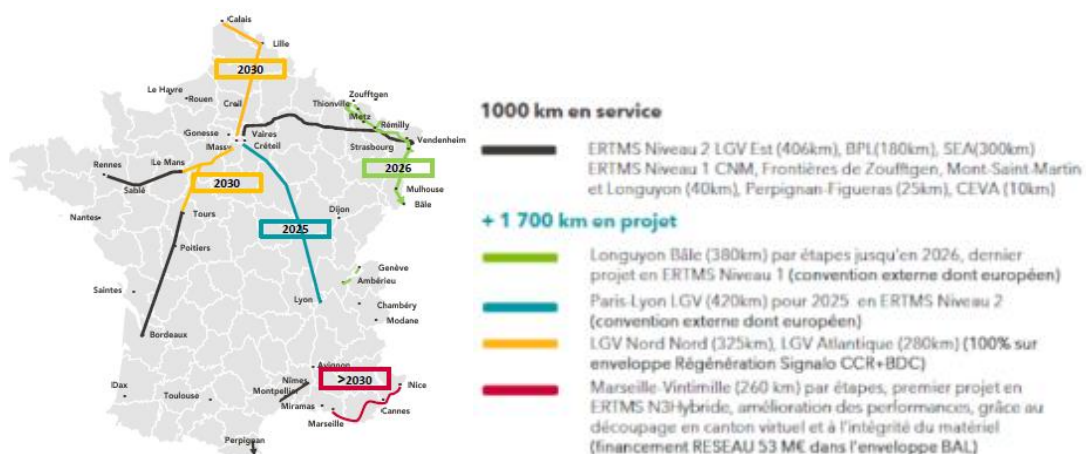 Calais
Lille
2030
Le Havre
Rouen
Creil
Zoufftgen
Thionville
Metz
Rémilly
Gonesse
Vaires
Vendenheim
Massy
Créteil
Strasbourg
Rennes
Le Mans
2026
2030
Sablé
Mulhouse
Nantes
Tours
Dijon
Bâle
2025
Poitiers
Genève
Saintes
Ambérieu
Lyon
Chambéry
Modane
Bordeaux
Avignon
Dax
Toulouse
Nîmes
>2030
Nice
Montpellier
Miramas
Cannes
Marseille
Perpignan
1000 km en service
ERTMS Niveau 2 LGV Est (406km), BPL(180km), SEA(300km)
ERTMS Niveau 1 CNM, Frontières de Zoufftgen, Mont-Saint-Martin
et Longuyon (40km), Perpignan-Figueras (25km), CEVA (10km)
+ 1 700 km en projet
Longuyon Bâle (380km) par étapes jusqu'en 2026, dernier
projet en ERTMS Niveau 1 (convention externe dont européen)
Paris-Lyon LGV (420km) pour 2025 en ERTMS Niveau 2
(convention externe dont européen)
LGV Nord Nord (325km), LGV Atlantique (280km) (100% sur
enveloppe Régénération Signalo CCR+BDC)
Marseille-Vintimille (260 km) par étapes, premier projet en
ERTMS N3Hybride, amélioration des performances, grâce au
découpage en canton virtuel et à l'intégrité du matériel
(financement RESEAU 53 M€ dans l'enveloppe BAL)